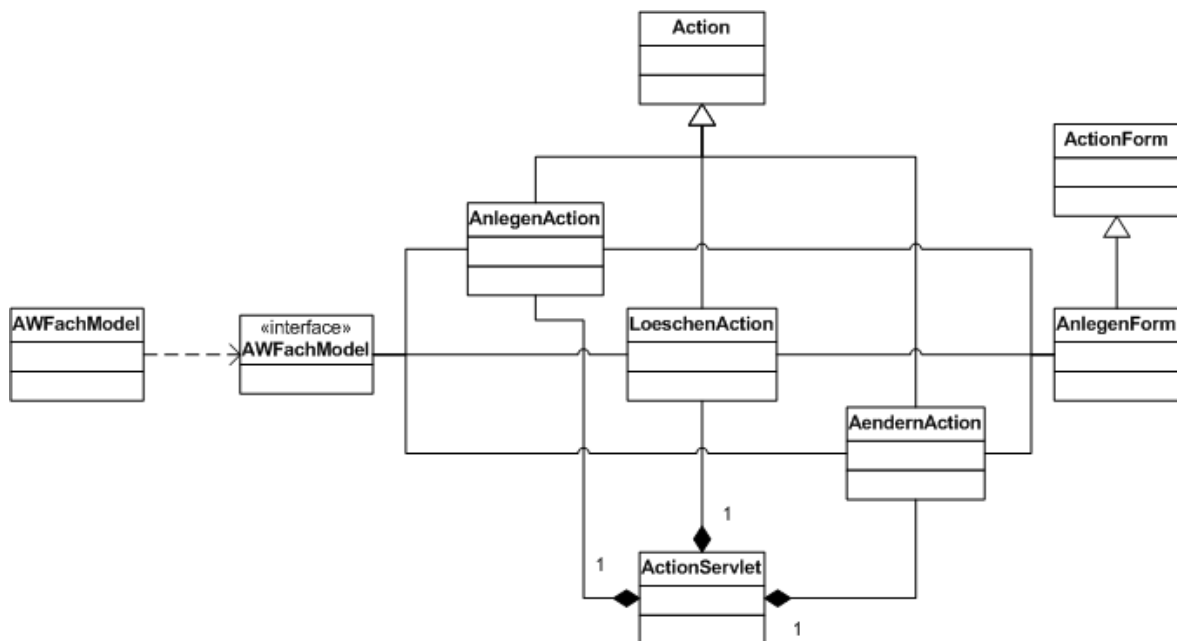 Action
ActionForm
AnlegenAction
AWFachModel
«interface»
AWFachModel
LoeschenAction
AnlegenForm
AendernAction
1
1
ActionServlet
1